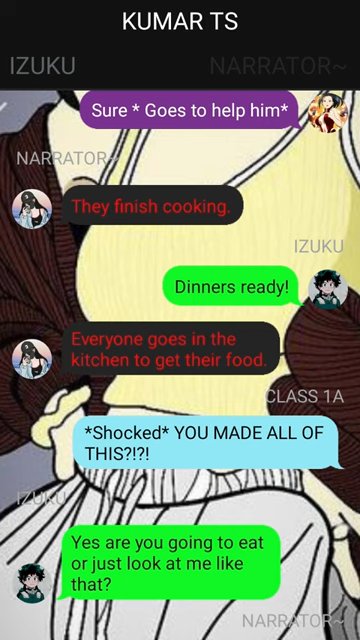 KUMAR TS
IZUKU
NARRATOR~
Sure * Goes to help him*
NARRATOR~
They finish cooking.
IZUKU
Dinners ready!
Everyone goes in the
kitchen to get their food.
CLASS 1A
*Shocked* YOU MADE ALL OF
THIS?!?!
IZUKU
Yes are you going to eat
or just look at me like
that?
NARRATOR~